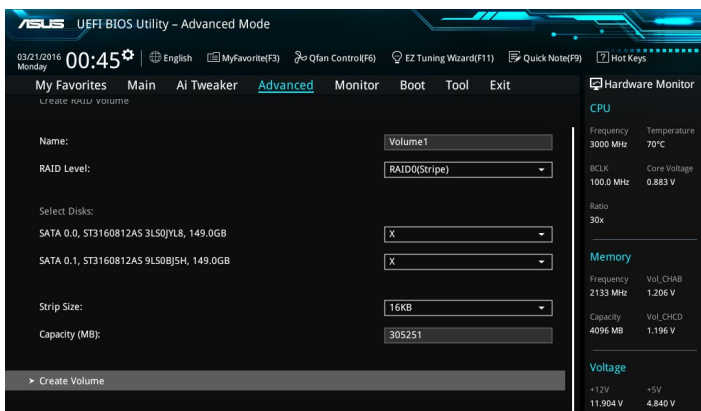 ASUS UEFI BIOS Utility – Advanced Mode
03/21/2016
Monday
00:45
English MyFavorite(F3) Qfan Control(F6) EZ Tuning Wizard(F11) Quick Note(F9) ? Hot Keys
My Favorites Main Ai Tweaker Advanced Monitor Boot Tool Exit
Create RAID Volume
Name: Volume1
RAID Level: RAID0(Stripe)
Select Disks:
SATA 0.0, ST3160812AS 3LS0JYL8, 149.0GB X
SATA 0.1, ST3160812AS 9LS0BJ5H, 149.0GB X
Strip Size: 16KB
Capacity (MB): 305251
> Create Volume
Hardware Monitor
CPU
Frequency Temperature
3000 MHz 70°C
BCLK Core Voltage
100.0 MHz 0.883 V
Ratio
30x
Memory
Frequency Vol_CHAB
2133 MHz 1.206 V
Capacity Vol_CHCD
4096 MB 1.196 V
Voltage
+12V +5V
11.904 V 4.840 V